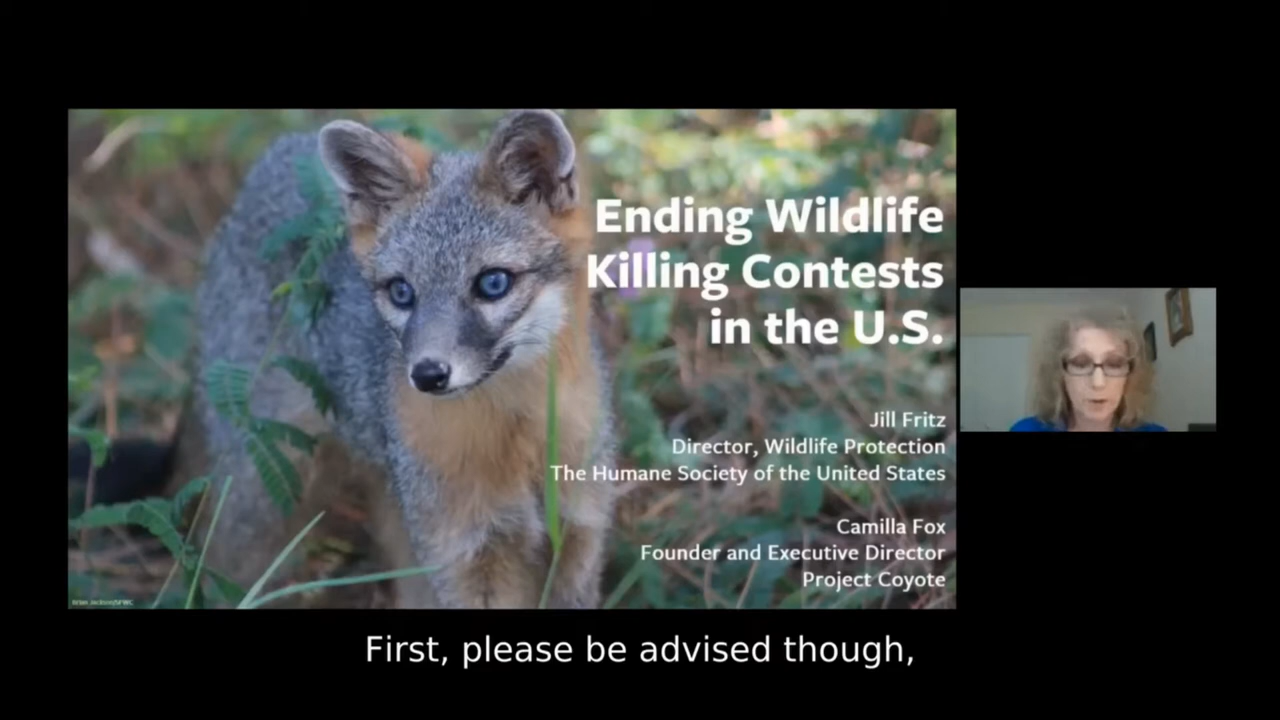 Ending Wildlife
Killing Contests
in the U.S.
Jill Fritz
Director, Wildlife Protection
The Humane Society of the United States
Camilla Fox
Founder and Executive Director
Project Coyote
First, please be advised though,